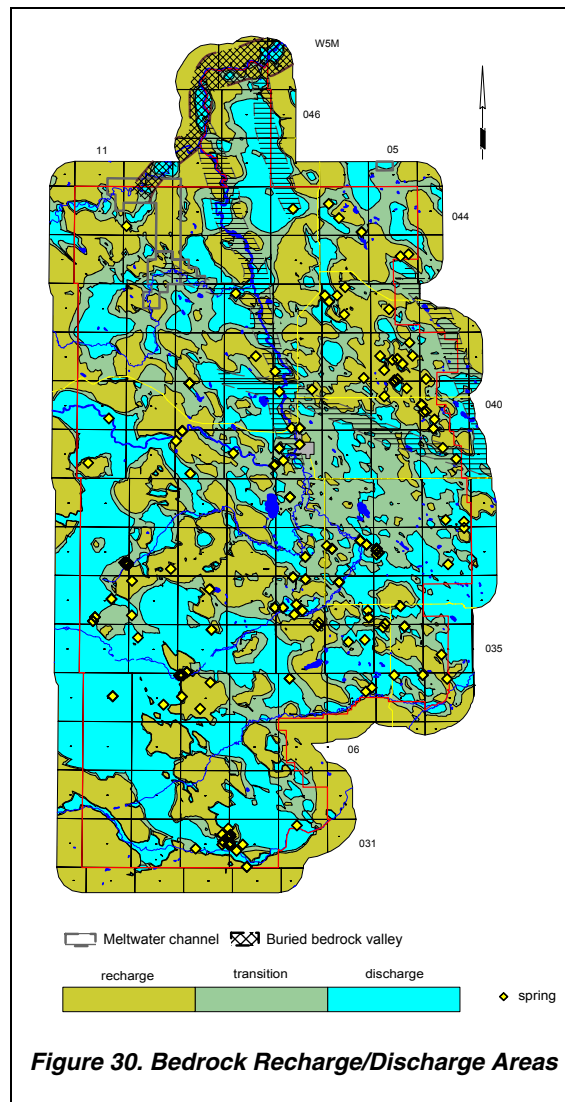 W5M
046
11
05
044
040
035
06
031
Meltwater channel Buried bedrock valley
recharge transition discharge
spring
Figure 30. Bedrock Recharge/Discharge Areas